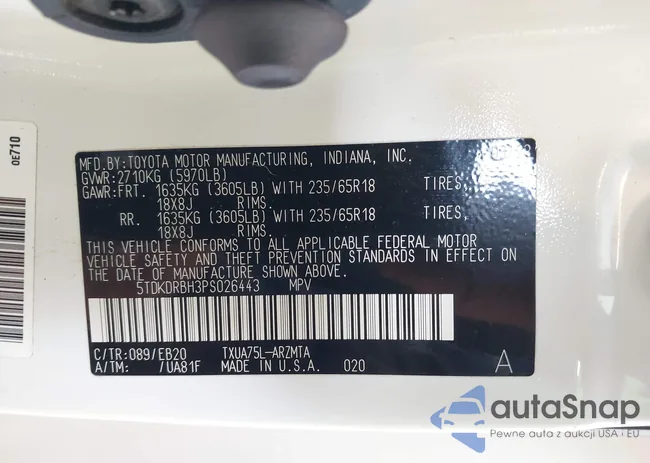 0E710
MFD.BY:TOYOTA MOTOR MANUFACTURING, INDIANA, INC.
GVWR:2710KG (5970LB)
GAWR:FRT. 1635KG (3605LB) WITH 235/65R18 TIRES,
18X8J RIMS.
RR. 1635KG (3605LB) WITH 235/65R18 TIRES,
18X8J RIMS.
THIS VEHICLE CONFORMS TO ALL APPLICABLE FEDERAL MOTOR
VEHICLE SAFETY AND THEFT PREVENTION STANDARDS IN EFFECT ON
THE DATE OF MANUFACTURE SHOWN ABOVE.
5TDKDRBH3PS026443 MPV
C/TR:089/EB20 TXUA75L-ARZMTA
A/TM: /UA81F MADE IN U.S.A. 020
A
autaSnap
Pewne auta z aukcji USA i EU